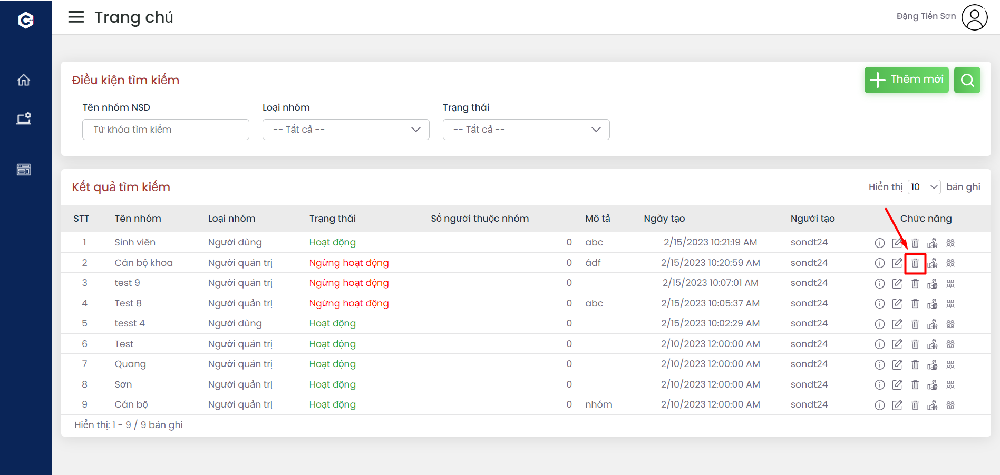 Trang chủ
Đặng Tiến Sơn
Điều kiện tìm kiếm
Thêm mới
Tên nhóm NSD Loại nhóm Trạng thái
Từ khóa tìm kiếm -- Tất cả -- -- Tất cả --
Kết quả tìm kiếm
Hiển thị 10 bản ghi
STT Tên nhóm Loại nhóm Trạng thái Số người thuộc nhóm Mô tả Ngày tạo Người tạo Chức năng
1 Sinh viên Người dùng Hoạt động 0 abc 2/15/2023 10:21:19 AM sondt24
2 Cán bộ khoa Người quản trị Ngừng hoạt động 0 ádf 2/15/2023 10:20:59 AM sondt24
3 test 9 Người quản trị Ngừng hoạt động 0 2/15/2023 10:07:01 AM sondt24
4 Test 8 Người quản trị Ngừng hoạt động 0 abc 2/15/2023 10:05:37 AM sondt24
5 tesst 4 Người dùng Hoạt động 0 2/15/2023 10:02:29 AM sondt24
6 Test Người quản trị Hoạt động 0 2/10/2023 12:00:00 AM sondt24
7 Quang Người quản trị Hoạt động 0 2/10/2023 12:00:00 AM sondt24
8 Sơn Người quản trị Hoạt động 0 2/10/2023 12:00:00 AM sondt24
9 Cán bộ Người quản trị Hoạt động 0 nhóm 2/10/2023 12:00:00 AM sondt24
Hiển thị: 1 - 9 / 9 bản ghi